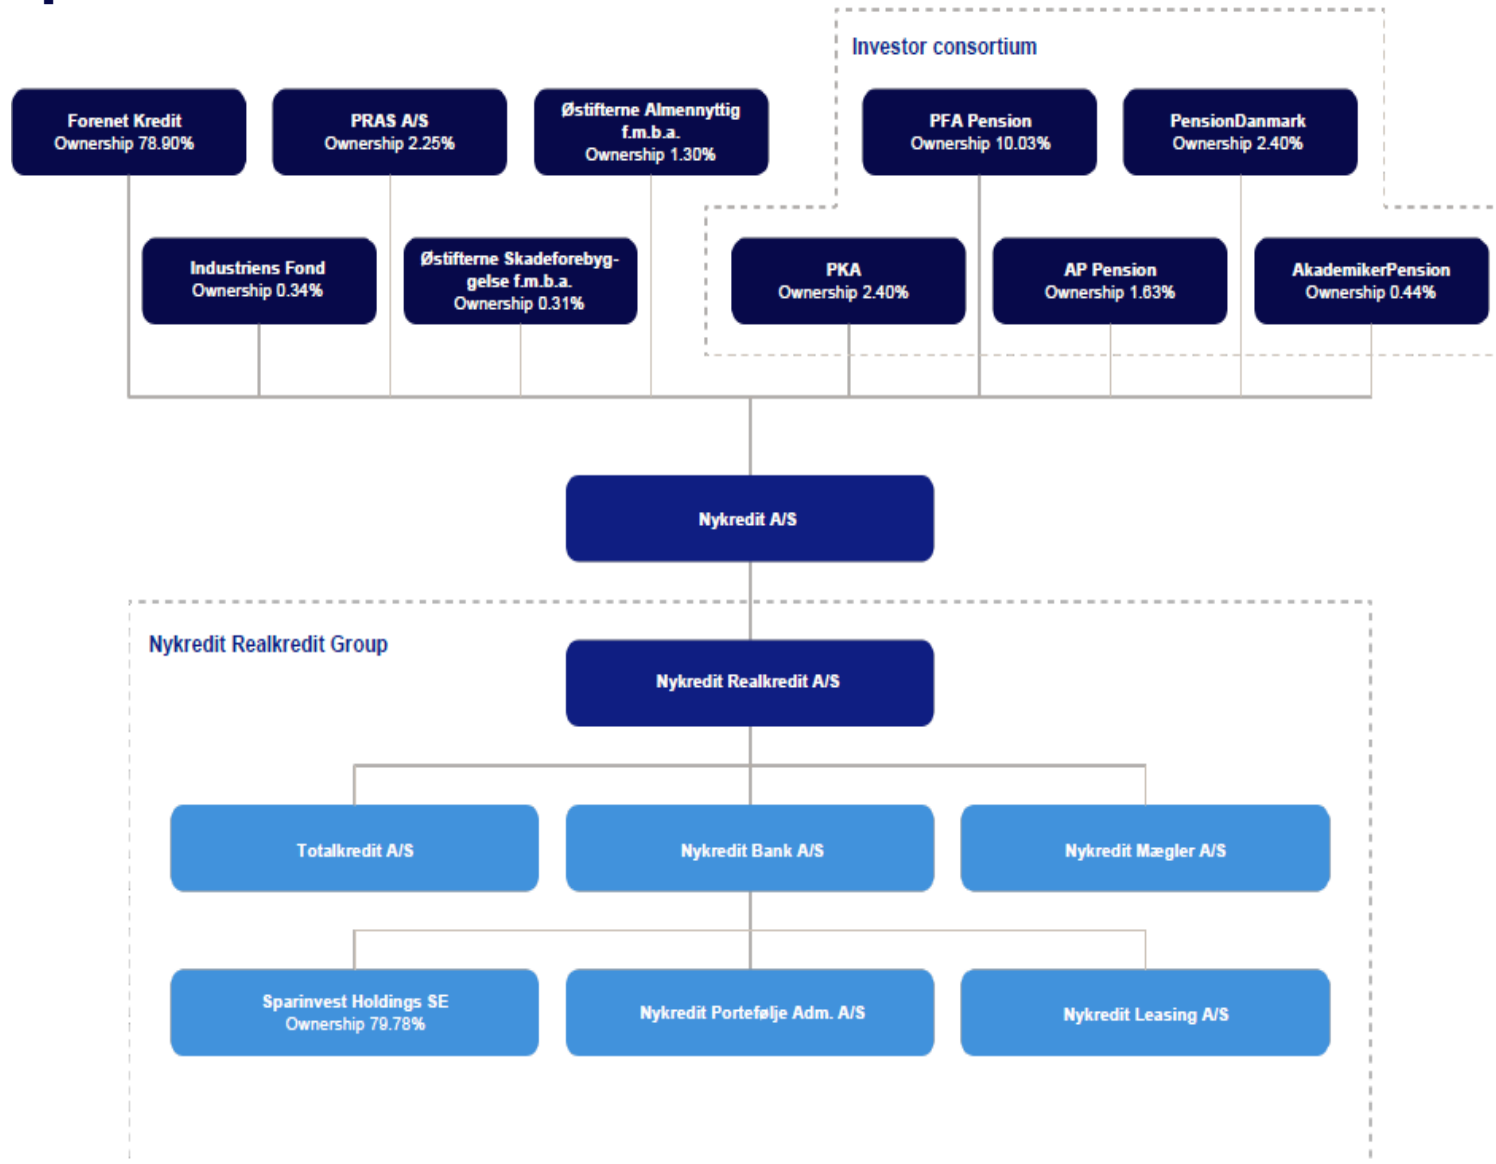 Investor consortium
Forenet Kredit
Ownership 78.90%
PRAS A/S
Ownership 2.25%
Østifterne Almennyttig
f.m.b.a.
Ownership 1.30%
PFA Pension
Ownership 10.03%
PensionDanmark
Ownership 2.40%
Industriens Fond
Ownership 0.34%
Østifterne Skadeforebyg-
gelse f.m.b.a.
Ownership 0.31%
PKA
Ownership 2.40%
AP Pension
Ownership 1.63%
AkademikerPension
Ownership 0.44%
Nykredit A/S
Nykredit Realkredit Group
Nykredit Realkredit A/S
Totalkredit A/S
Nykredit Bank A/S
Nykredit Mægler A/S
Sparinvest Holdings SE
Ownership 79.78%
Nykredit Portefølje Adm. A/S
Nykredit Leasing A/S